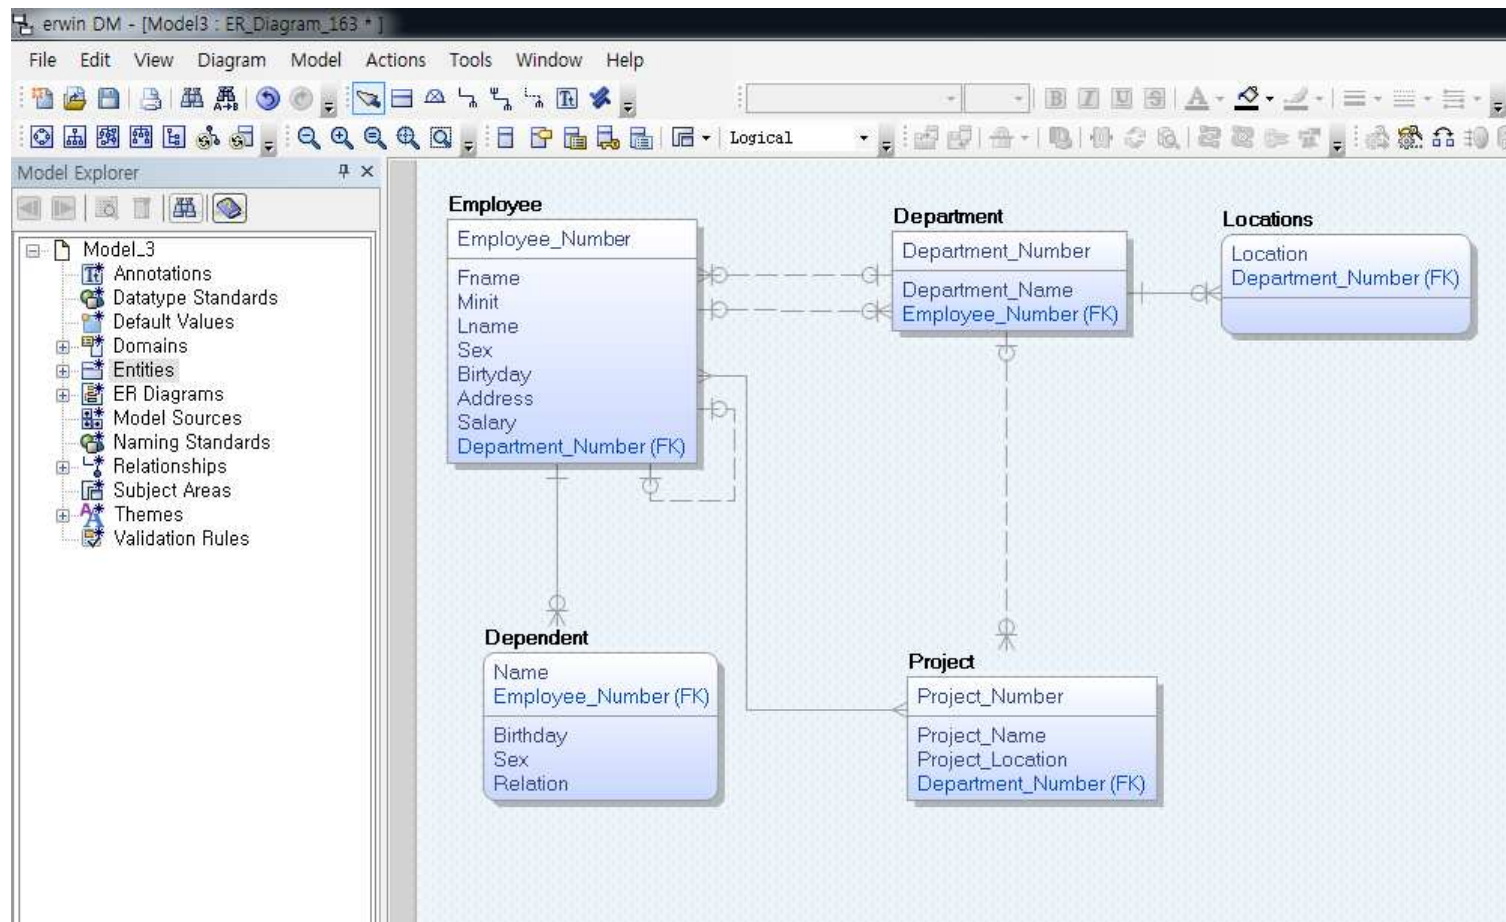 erwin DM - [Model3 : ER_Diagram_163 * ]
File Edit View Diagram Model Actions Tools Window Help
Logical
Model Explorer
Model_3
Annotations
Datatype Standards
Default Values
Domains
Entities
ER Diagrams
Model Sources
Naming Standards
Relationships
Subject Areas
Themes
Validation Rules
Employee
Employee_Number
Fname
Minit
Lname
Sex
Birtyday
Address
Salary
Department_Number (FK)
Department
Department_Number
Department_Name
Employee_Number (FK)
Locations
Location
Department_Number (FK)
Dependent
Name
Employee_Number (FK)
Birthday
Sex
Relation
Project
Project_Number
Project_Name
Project_Location
Department_Number (FK)